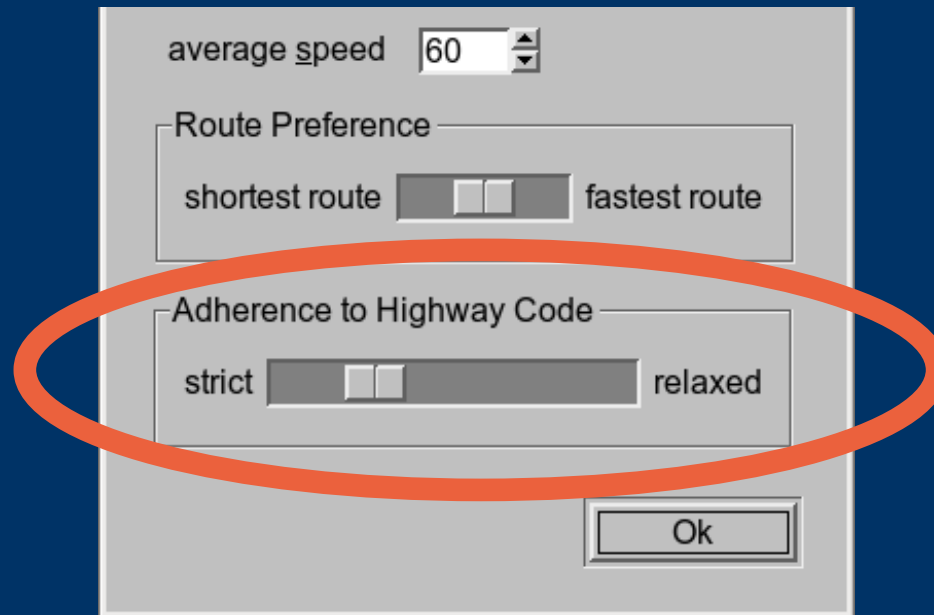 average speed 60
Route Preference
shortest route fastest route
Adherence to Highway Code
strict relaxed
Ok